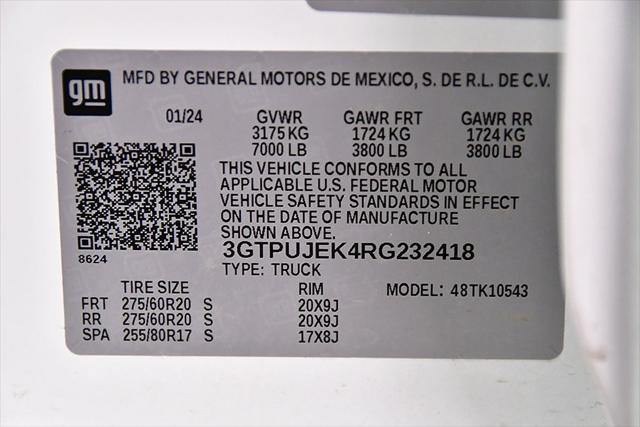 gm MFD BY GENERAL MOTORS DE MEXICO, S. DE R.L. DE C.V.
01/24 GVWR GAWR FRT GAWR RR
3175 KG 1724 KG 1724 KG
7000 LB 3800 LB 3800 LB
THIS VEHICLE CONFORMS TO ALL
APPLICABLE U.S. FEDERAL MOTOR
VEHICLE SAFETY STANDARDS IN EFFECT
ON THE DATE OF MANUFACTURE
SHOWN ABOVE.
3GTPUJEK4RG232418
8624
TYPE: TRUCK
TIRE SIZE RIM MODEL: 48TK10543
FRT 275/60R20 S 20X9J
RR 275/60R20 S 20X9J
SPA 255/80R17 S 17X8J